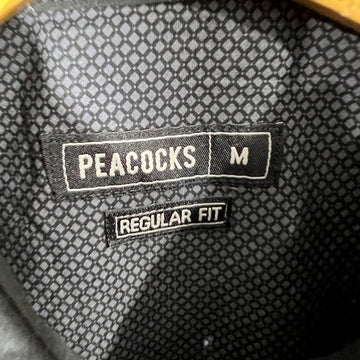 PEACOCKS M
REGULAR FIT